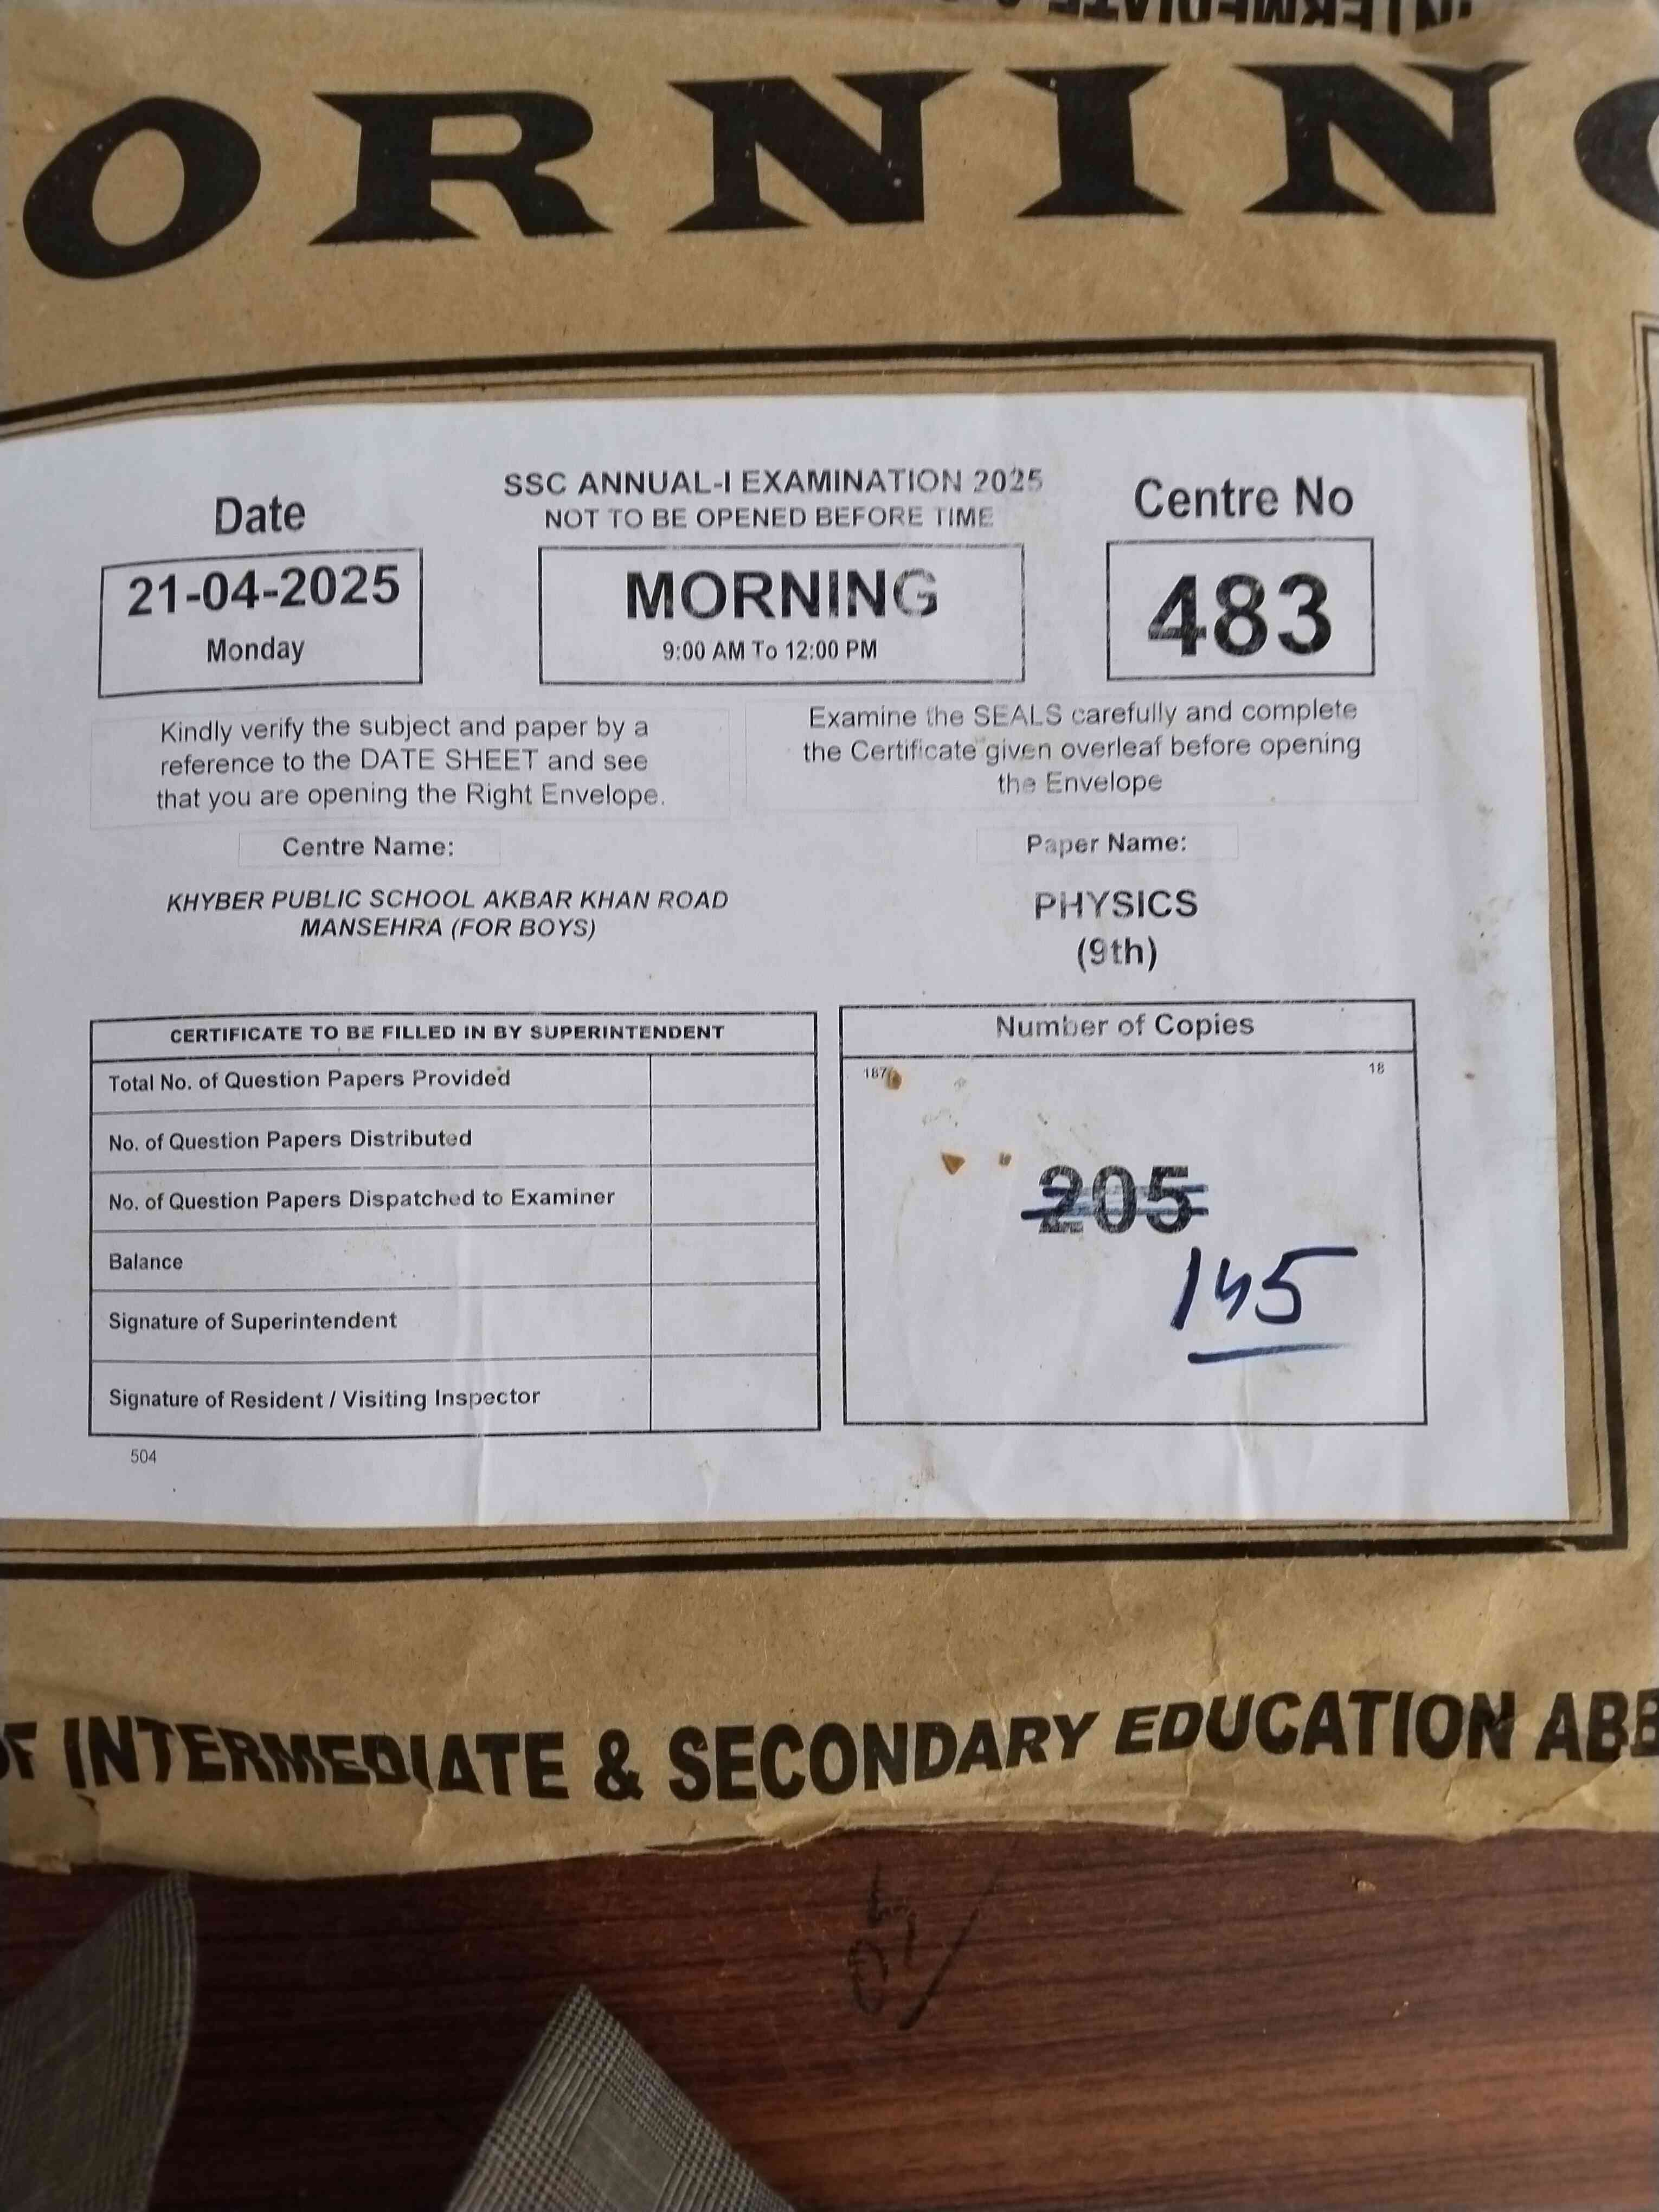 INTERMEDIATE
ORNING
SSC ANNUAL-I EXAMINATION 2025
NOT TO BE OPENED BEFORE TIME
Date
21-04-2025
Monday
MORNING
9:00 AM To 12:00 PM
Centre No
483
Kindly verify the subject and paper by a
reference to the DATE SHEET and see
that you are opening the Right Envelope.
Examine the SEALS carefully and complete
the Certificate given overleaf before opening
the Envelope
Centre Name:
KHYBER PUBLIC SCHOOL AKBAR KHAN ROAD
MANSEHRA (FOR BOYS)
Paper Name:
PHYSICS
(9th)
CERTIFICATE TO BE FILLED IN BY SUPERINTENDENT
Total No. of Question Papers Provided
No. of Question Papers Distributed
No. of Question Papers Dispatched to Examiner
Balance
Signature of Superintendent
Signature of Resident / Visiting Inspector
504
Number of Copies
187 18
205
145
OF INTERMEDIATE & SECONDARY EDUCATION ABB